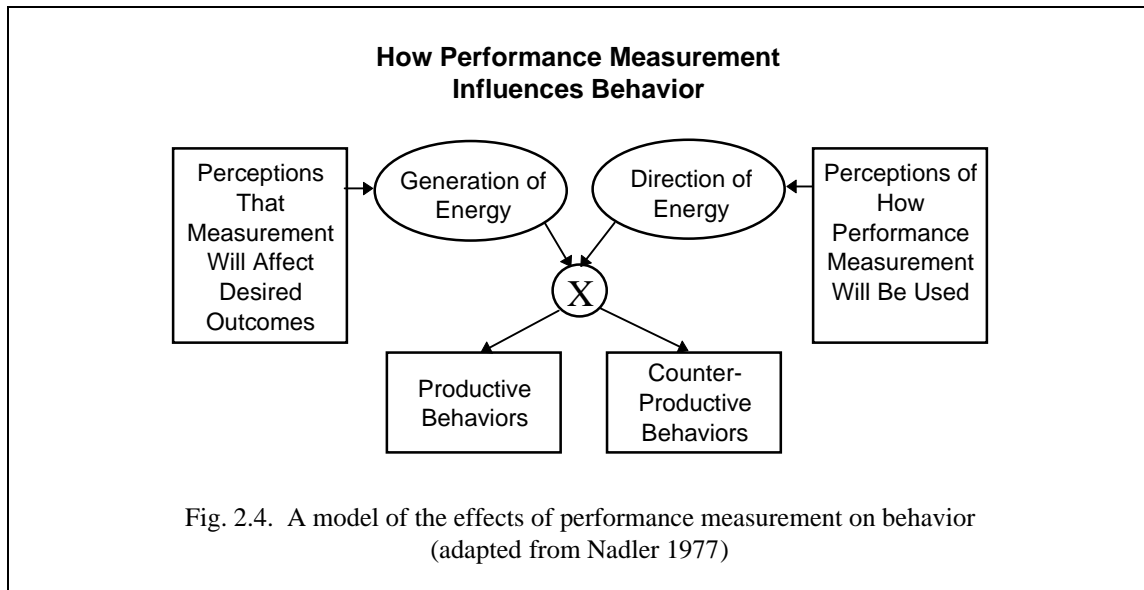 How Performance Measurement
Influences Behavior
Perceptions
That
Measurement
Will Affect
Desired
Outcomes
Generation of
Energy
Direction of
Energy
Perceptions of
How
Performance
Measurement
Will Be Used
X
Productive
Behaviors
Counter-
Productive
Behaviors
Fig. 2.4.  A model of the effects of performance measurement on behavior
(adapted from Nadler 1977)